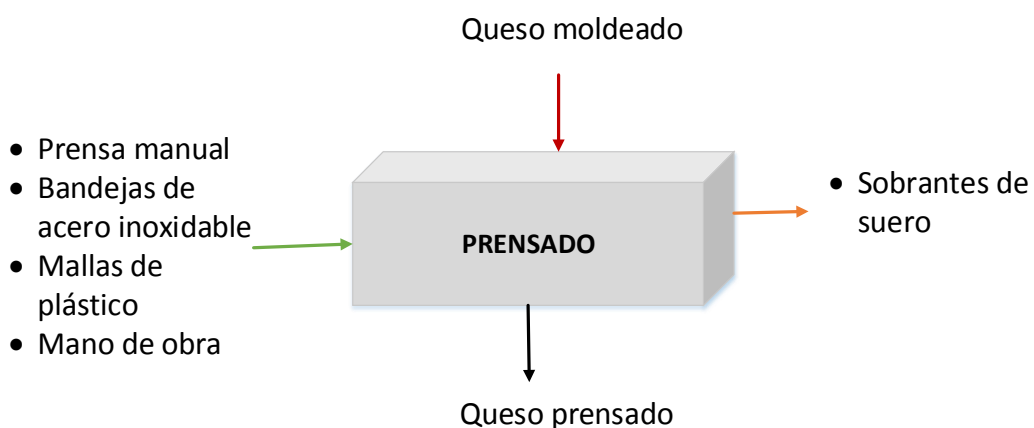 Queso moldeado
• Prensa manual
• Bandejas de
acero inoxidable
• Mallas de
plástico
• Mano de obra
PRENSADO
• Sobrantes de
suero
Queso prensado